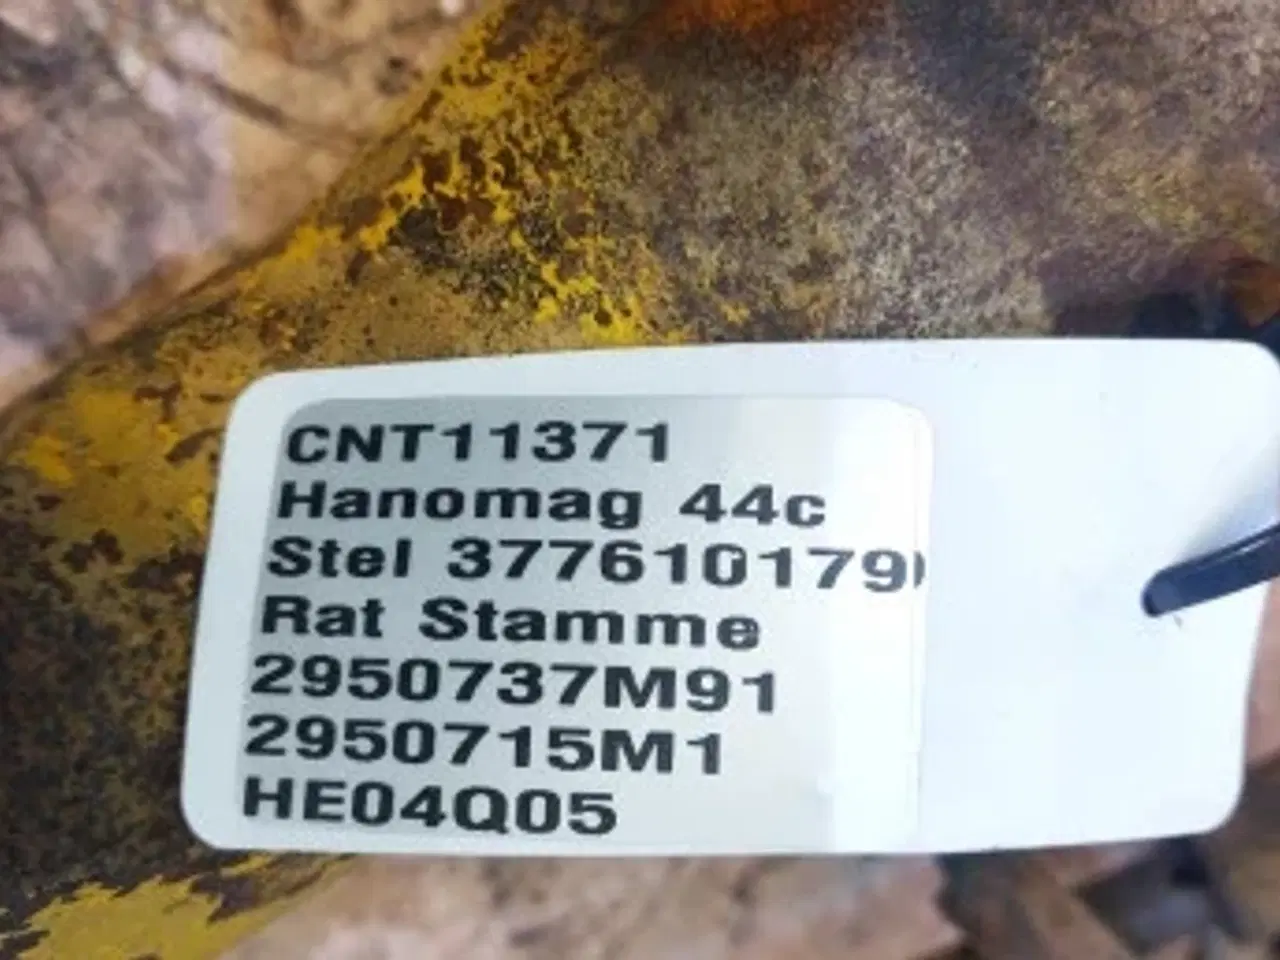 CNT11371
Hanomag 44c
Stel 377610179
Rat Stamme
2950737M91
2950715M1
HE04Q05